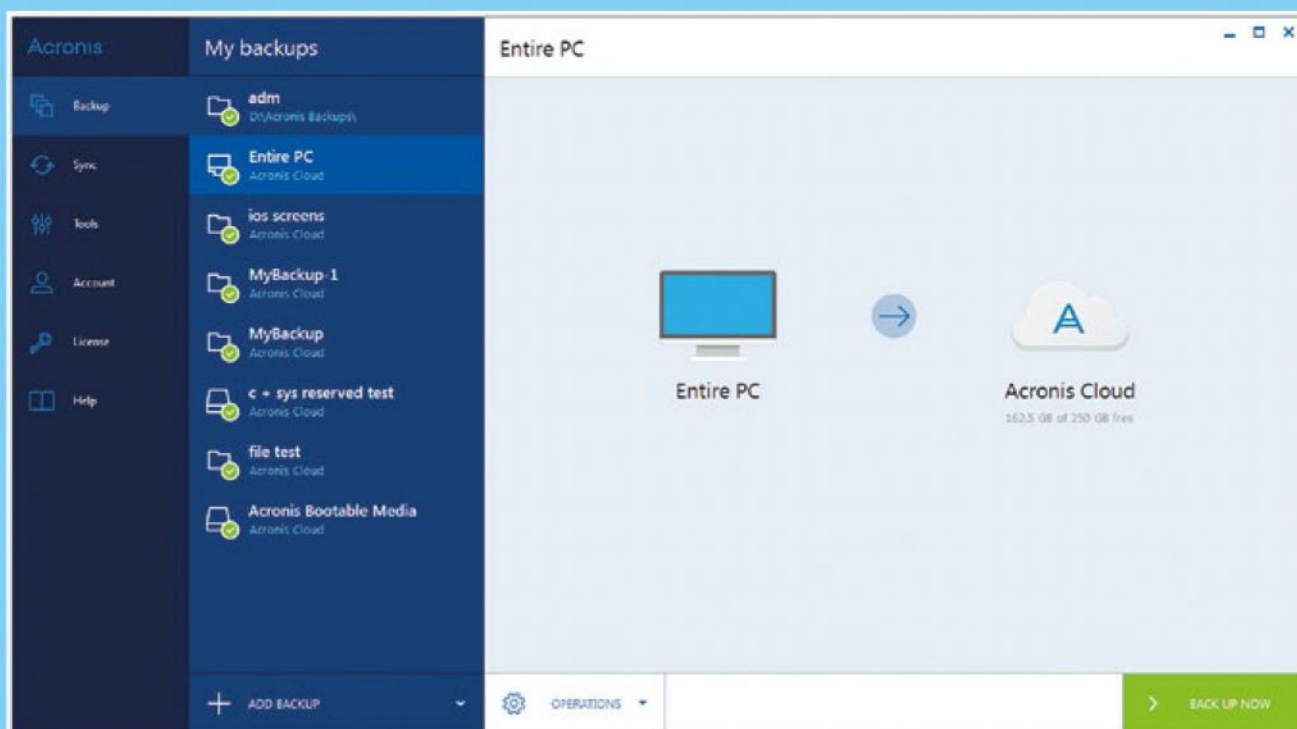 Acronis
Backup
Sync
Tools
Account
License
Help
My backups
adm
D:\Acronis Backups\
Entire PC
Acronis Cloud
ios screens
Acronis Cloud
MyBackup-1
Acronis Cloud
MyBackup
Acronis Cloud
c + sys reserved test
Acronis Cloud
file test
Acronis Cloud
Acronis Bootable Media
Acronis Cloud
ADD BACKUP
Entire PC
Entire PC
Acronis Cloud
162.5 GB of 250 GB free
OPERATIONS
BACK UP NOW